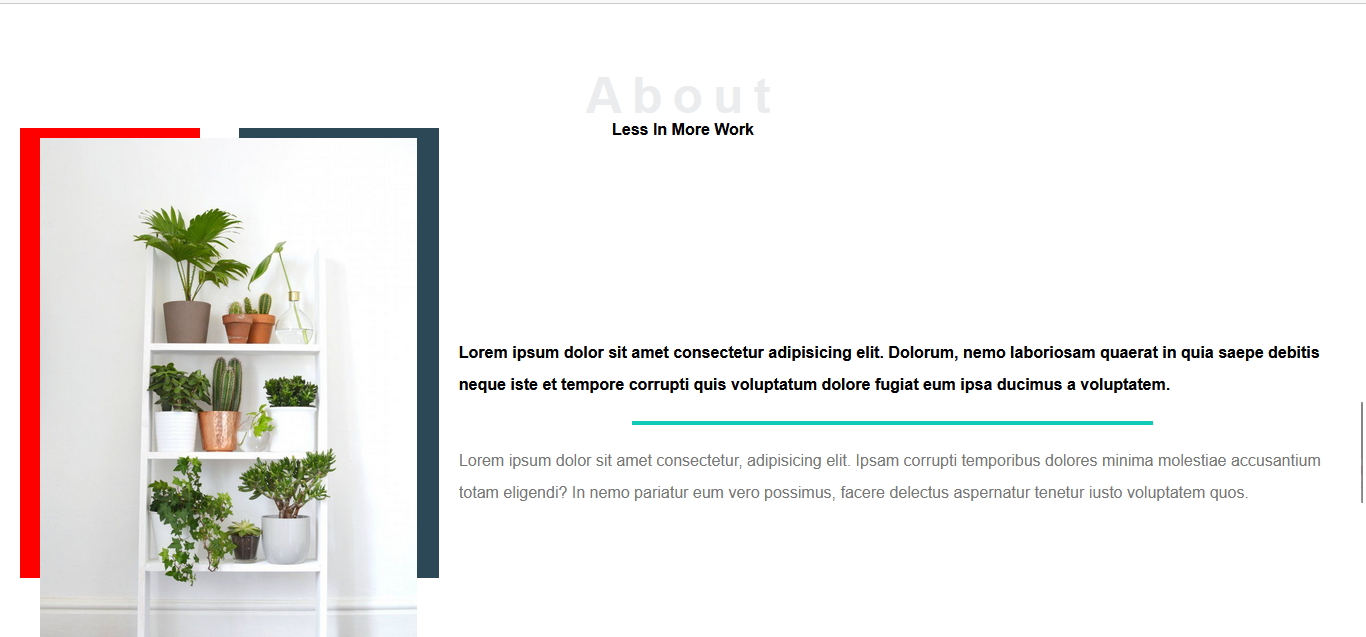 About
Less In More Work
Lorem ipsum dolor sit amet consectetur adipisicing elit. Dolorum, nemo laboriosam quaerat in quia saepe debitis
neque iste et tempore corrupti quis voluptatum dolore fugiat eum ipsa ducimus a voluptatem.
Lorem ipsum dolor sit amet consectetur, adipisicing elit. Ipsam corrupti temporibus dolores minima molestiae accusantium
totam eligendi? In nemo pariatur eum vero possimus, facere delectus aspernatur tenetur iusto voluptatem quos.